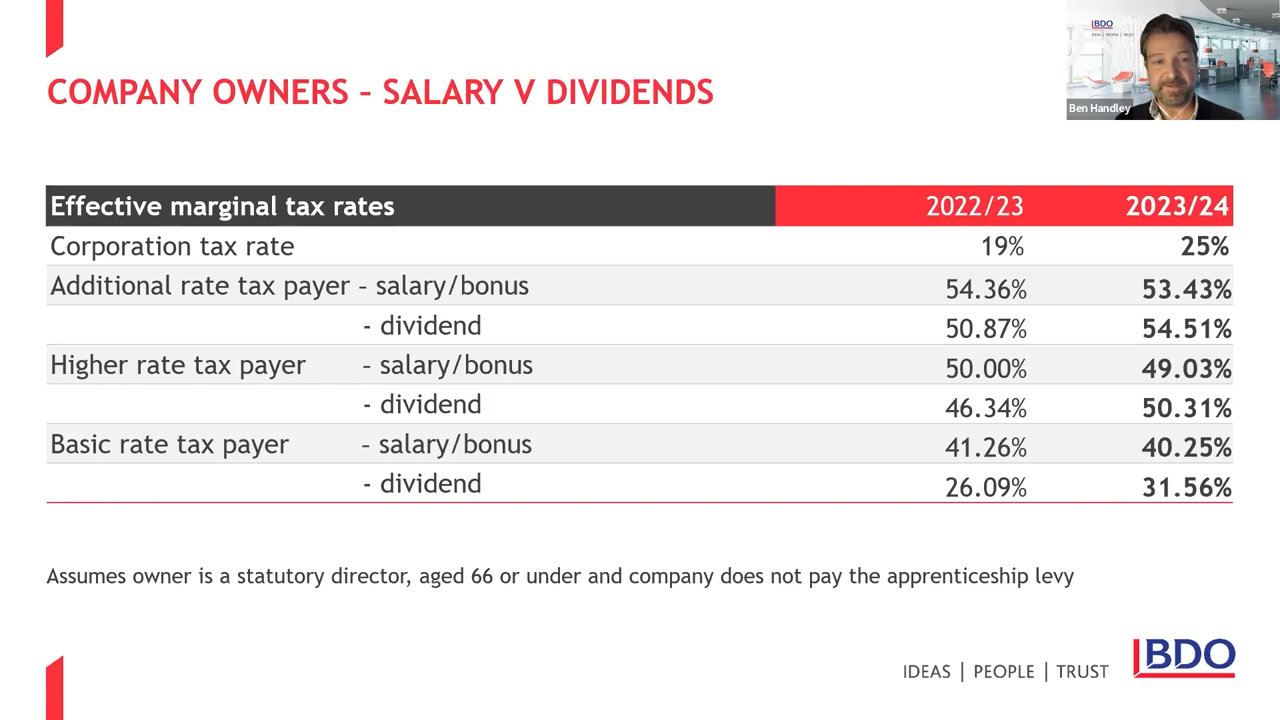 BDO
IDEAS | PEOPLE | TRUST
Ben Handley
COMPANY OWNERS – SALARY V DIVIDENDS
Effective marginal tax rates 2022/23 2023/24
Corporation tax rate 19% 25%
Additional rate tax payer – salary/bonus 54.36% 53.43%
- dividend 50.87% 54.51%
Higher rate tax payer – salary/bonus 50.00% 49.03%
- dividend 46.34% 50.31%
Basic rate tax payer – salary/bonus 41.26% 40.25%
- dividend 26.09% 31.56%
Assumes owner is a statutory director, aged 66 or under and company does not pay the apprenticeship levy
IDEAS | PEOPLE | TRUST BDO